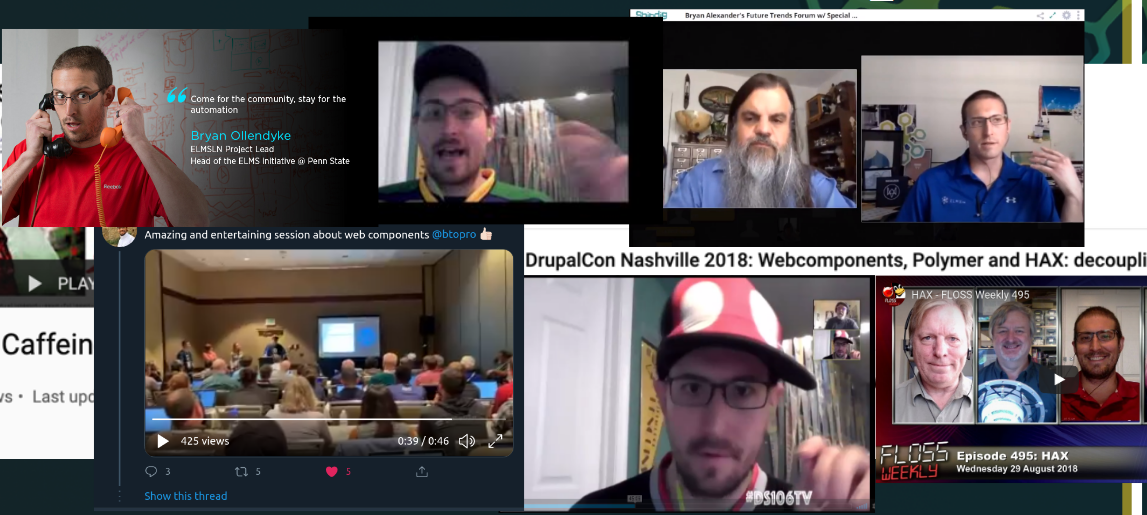 Shindig
Bryan Alexander's Future Trends Forum w/ Special ...
Come for the community, stay for the
automation
Bryan Ollendyke
ELMSLN Project Lead
Head of the ELMS Initiative @ Penn State
Amazing and entertaining session about web components @btopro 👍🏻
DrupalCon Nashville 2018: Webcomponents, Polymer and HAX: decoupli
PLAY
HAX - FLOSS Weekly 495
FLOSS
Caffein
ws • Last upd
425 views
0:39 / 0:46
FLOSS
WEEKLY
Episode 495: HAX
Wednesday 29 August 2018
3
5
5
#DS106TV
Show this thread